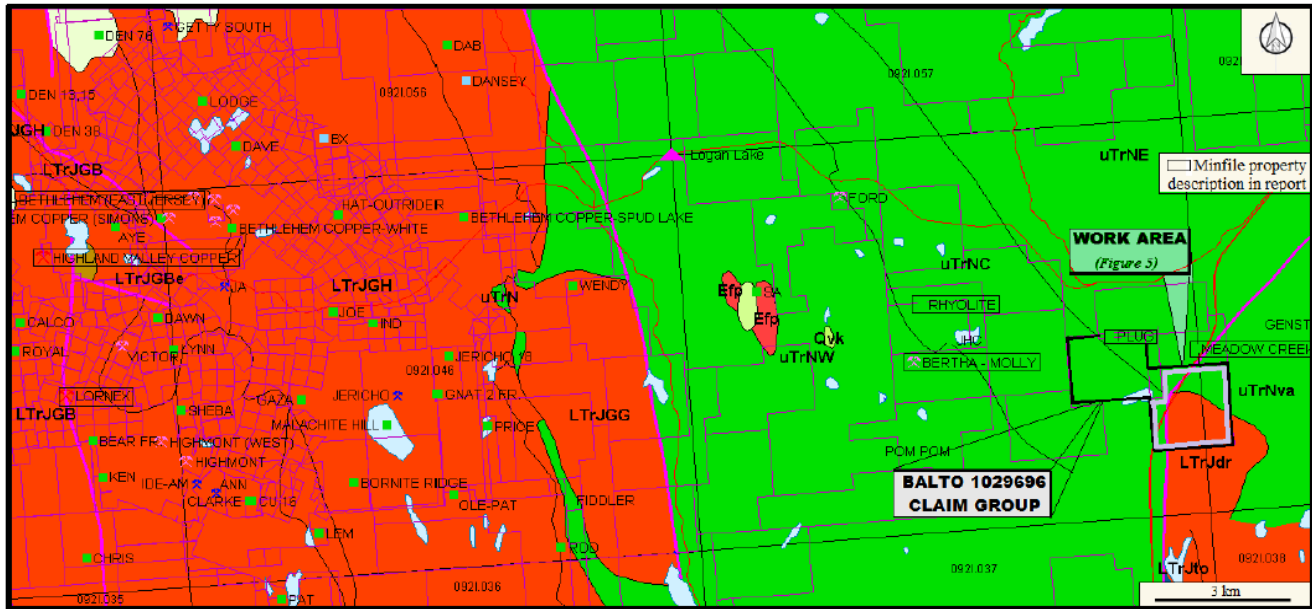 DEN 76
GETTY SOUTH
DAB
DANSEY
092I.056
092I.057
DEN 13,15
LODGE
DEN 38
JGH
DAVE
BX
LTrJGB
Logan Lake
uTrNE
Minfile property
description in report
BETHLEHEM (EAST JERSEY)
HAT-OUTRIDER
FORD
EM COPPER (SIMONS)
BETHLEHEM COPPER-SPUD LAKE
AYE
BETHLEHEM COPPER-WHITE
WORK AREA
(Figure 5)
HIGHLAND VALLEY COPPER
LTrJGBe
LTrJGH
JA
uTrN
WENDY
uTrNC
Efp
SA
RHYOLITE
Efp
CALCO
DAWN
JOE
IND
Qvk
JHC
PLUG
GENST
ROYAL
VICTOR
LYNN
JERICHO 18
uTrNW
BERTHA - MOLLY
MEADOW CREEK
092I.046
LORNEX
GAZA
JERICHO
GNAT 2 FR.
uTrNva
LTrJGB
SHEBA
LTrJGG
MALACHITE HILL
PRICE
BEAR FR.
HIGHMONT (WEST)
POM POM
HIGHMONT
LTrJdr
KEN
IDE-AM
ANN
BORNITE RIDGE
BALTO 1029696
CLAIM GROUP
CLARKE
CU 16
OLE-PAT
FIDDLER
LEM
ROD
CHRIS
092I.036
092I.037
092I.038
LTrJto
092I.035
PAT
3 km